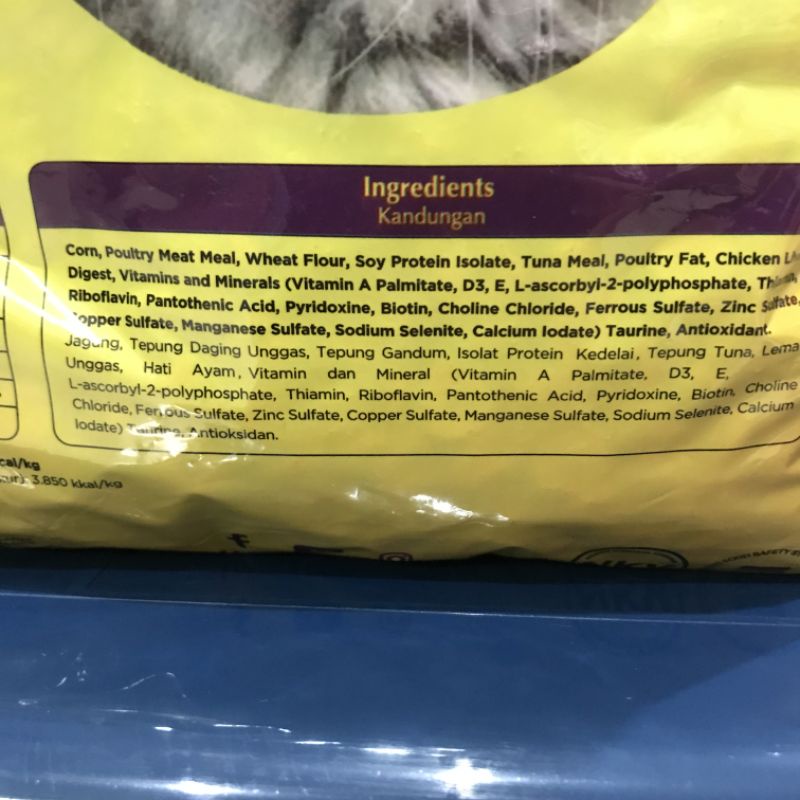 Ingredients
Kandungan
Corn, Poultry Meat Meal, Wheat Flour, Soy Protein Isolate, Tuna Meal, Poultry Fat, Chicken
Digest, Vitamins and Minerals (Vitamin A Palmitate, D3, E, L-ascorbyl-2-polyphosphate,
Riboflavin, Pantothenic Acid, Pyridoxine, Biotin, Choline Chloride, Ferrous Sulfate, Zinc Sulfate,
Copper Sulfate, Manganese Sulfate, Sodium Selenite, Calcium Iodate) Taurine, Antioxidant.
Jagung, Tepung Daging Unggas, Tepung Gandum, Isolat Protein Kedelai, Tepung Tuna,
Unggas, Hati Ayam, Vitamin dan Mineral (Vitamin A Palmitate, D3, E,
L-ascorbyl-2-polyphosphate, Thiamin, Riboflavin, Pantothenic Acid, Pyridoxine, Biotin, Choline
Chloride, Ferrous Sulfate, Zinc Sulfate, Copper Sulfate, Manganese Sulfate, Sodium Selenite, Calcium
Iodate) Taurine, Antioksidan.
cal/kg
3.850 kkal/kg